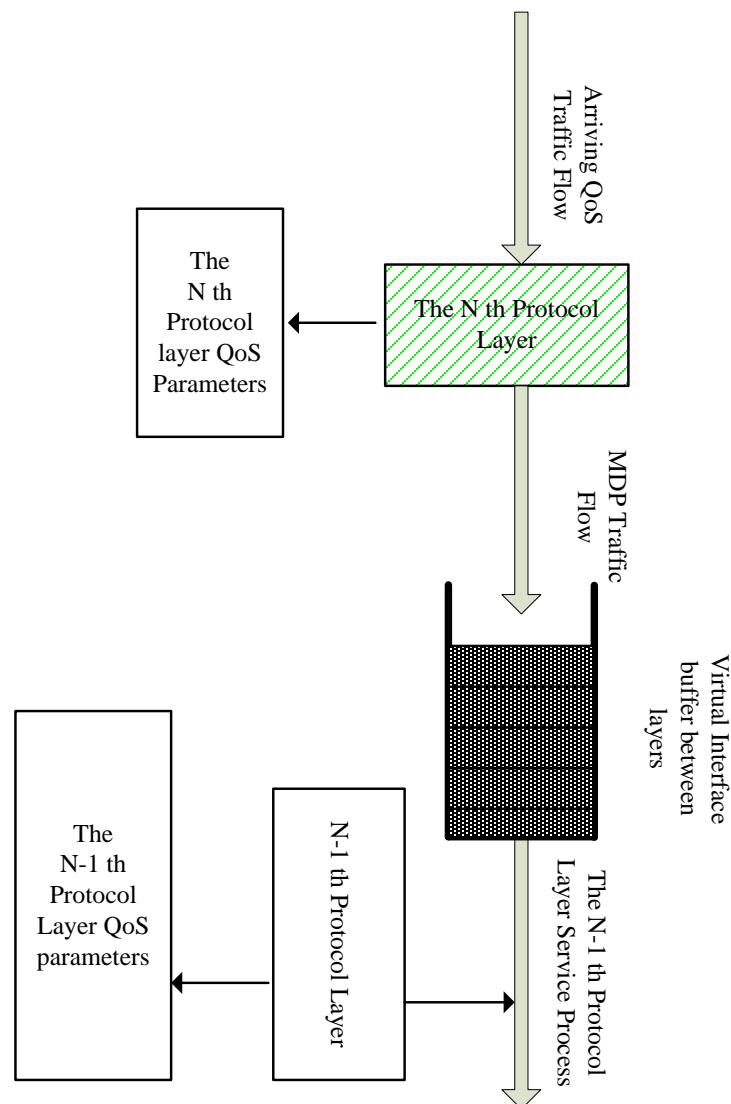 Arriving QoS
Traffic Flow
The
N th
Protocol
layer QoS
Parameters
The N th Protocol
Layer
MDP Traffic
Flow
Virtual Interface
buffer between
layers
The
N-1 th
Protocol
Layer QoS
parameters
N-1 th Protocol Layer
The N-1 th Protocol
Layer Service Process